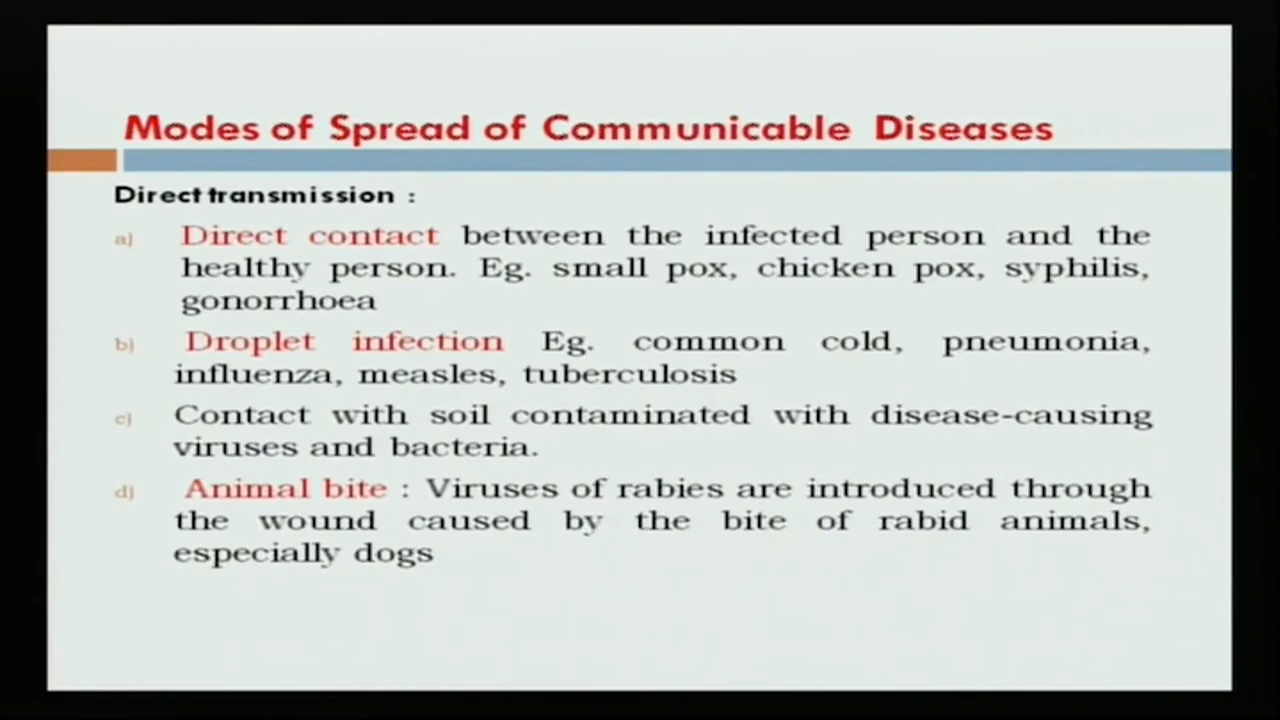 Modes of Spread of Communicable Diseases
Direct transmission :
a) Direct contact between the infected person and the
healthy person. Eg. small pox, chicken pox, syphilis,
gonorrhoea
b) Droplet infection Eg. common cold, pneumonia,
influenza, measles, tuberculosis
c) Contact with soil contaminated with disease-causing
viruses and bacteria.
d) Animal bite : Viruses of rabies are introduced through
the wound caused by the bite of rabid animals,
especially dogs